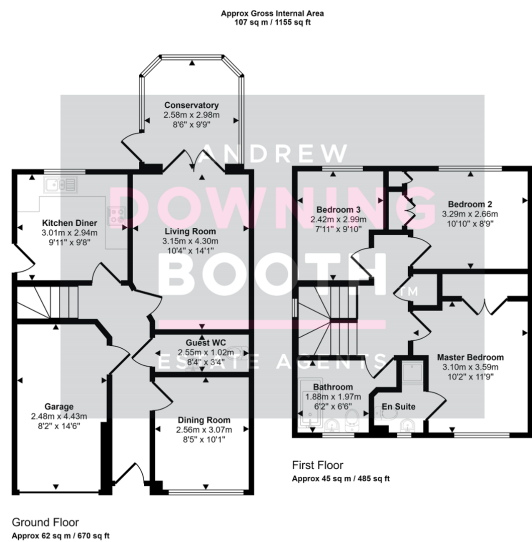 Approx Gross Internal Area
107 sq m / 1155 sq ft
Conservatory
2.58m x 2.98m
8'6" x 9'9"
ANDREW
DOWNING
BOOTH™
ESTATE AGENTS
Kitchen Diner
3.01m x 2.94m
9'11" x 9'8"
Living Room
3.15m x 4.30m
10'4" x 14'1"
Guest WC
2.55m x 1.02m
8'4" x 3'4"
Garage
2.48m x 4.43m
8'2" x 14'6"
Dining Room
2.56m x 3.07m
8'5" x 10'1"
Ground Floor
Approx 62 sq m / 670 sq ft
Bedroom 3
2.42m x 2.99m
7'11" x 9'10"
Bedroom 2
3.29m x 2.66m
10'10" x 8'9"
Master Bedroom
3.10m x 3.59m
10'2" x 11'9"
Bathroom
1.88m x 1.97m
6'2" x 6'6"
En Suite
First Floor
Approx 45 sq m / 485 sq ft